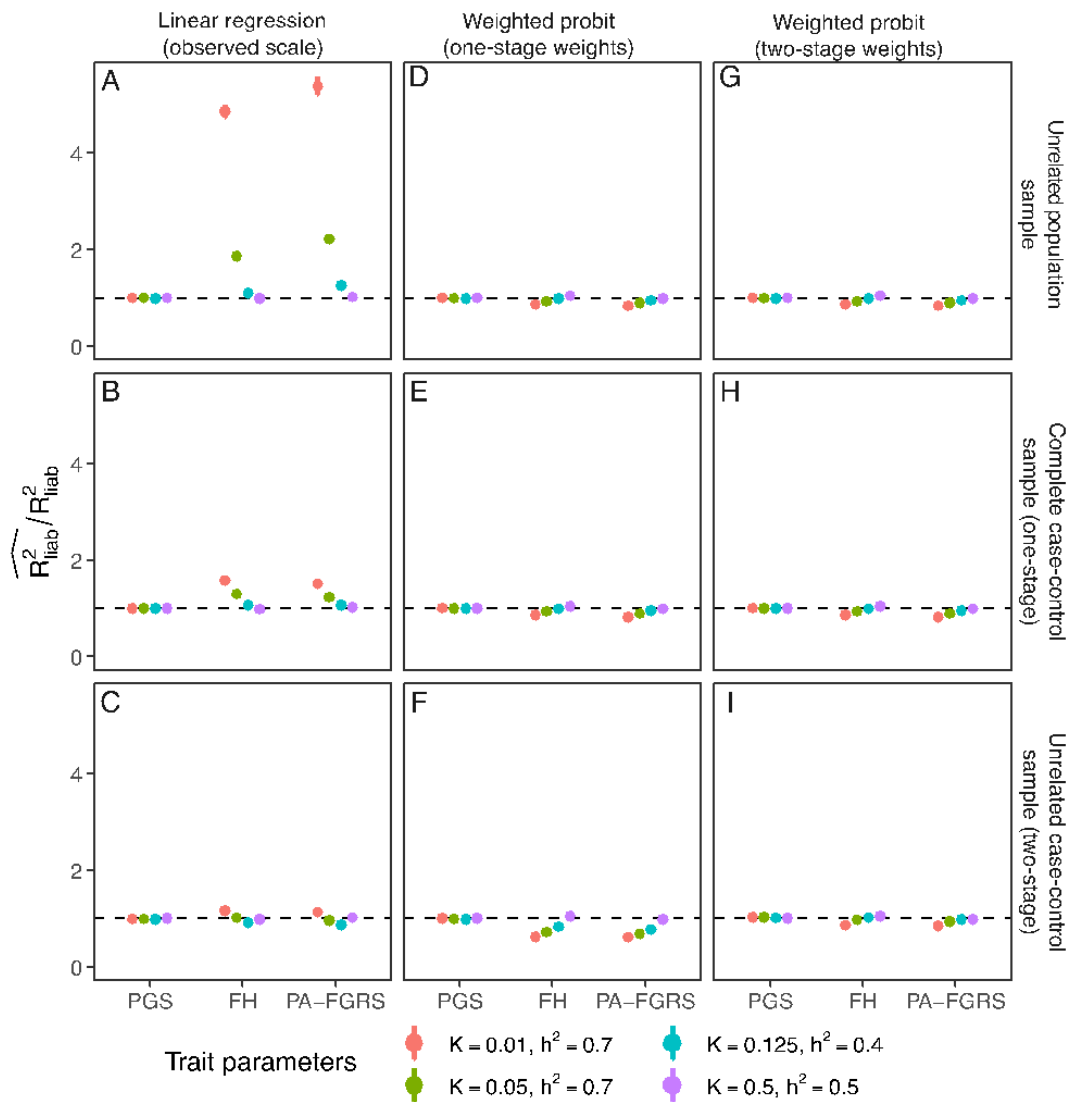 Linear regression
(observed scale)
Weighted probit
(one-stage weights)
Weighted probit
(two-stage weights)
A
D
G
4
2
0
Unrelated population
sample
B
E
H
4
2
0
Complete case-control
sample (one-stage)
C
F
I
4
2
0
Unrelated case-control
sample (two-stage)
R²liab/R²liab
PGS FH PA-FGRS
PGS FH PA-FGRS
PGS FH PA-FGRS
Trait parameters
K = 0.01, h² = 0.7
K = 0.05, h² = 0.7
K = 0.125, h² = 0.4
K = 0.5, h² = 0.5